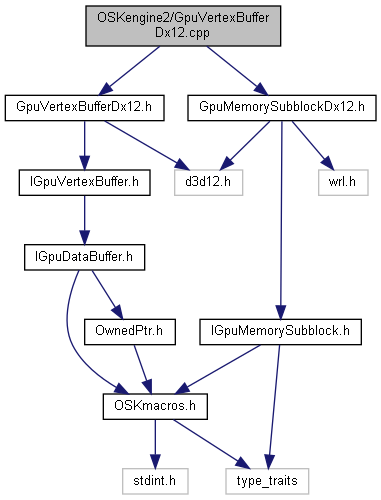 OSKengine2/GpuVertexBuffer
Dx12.cpp
GpuVertexBufferDx12.h
GpuMemorySubblockDx12.h
IGpuVertexBuffer.h
d3d12.h
wrl.h
IGpuDataBuffer.h
OwnedPtr.h
IGpuMemorySubblock.h
OSKmacros.h
stdint.h
type_traits